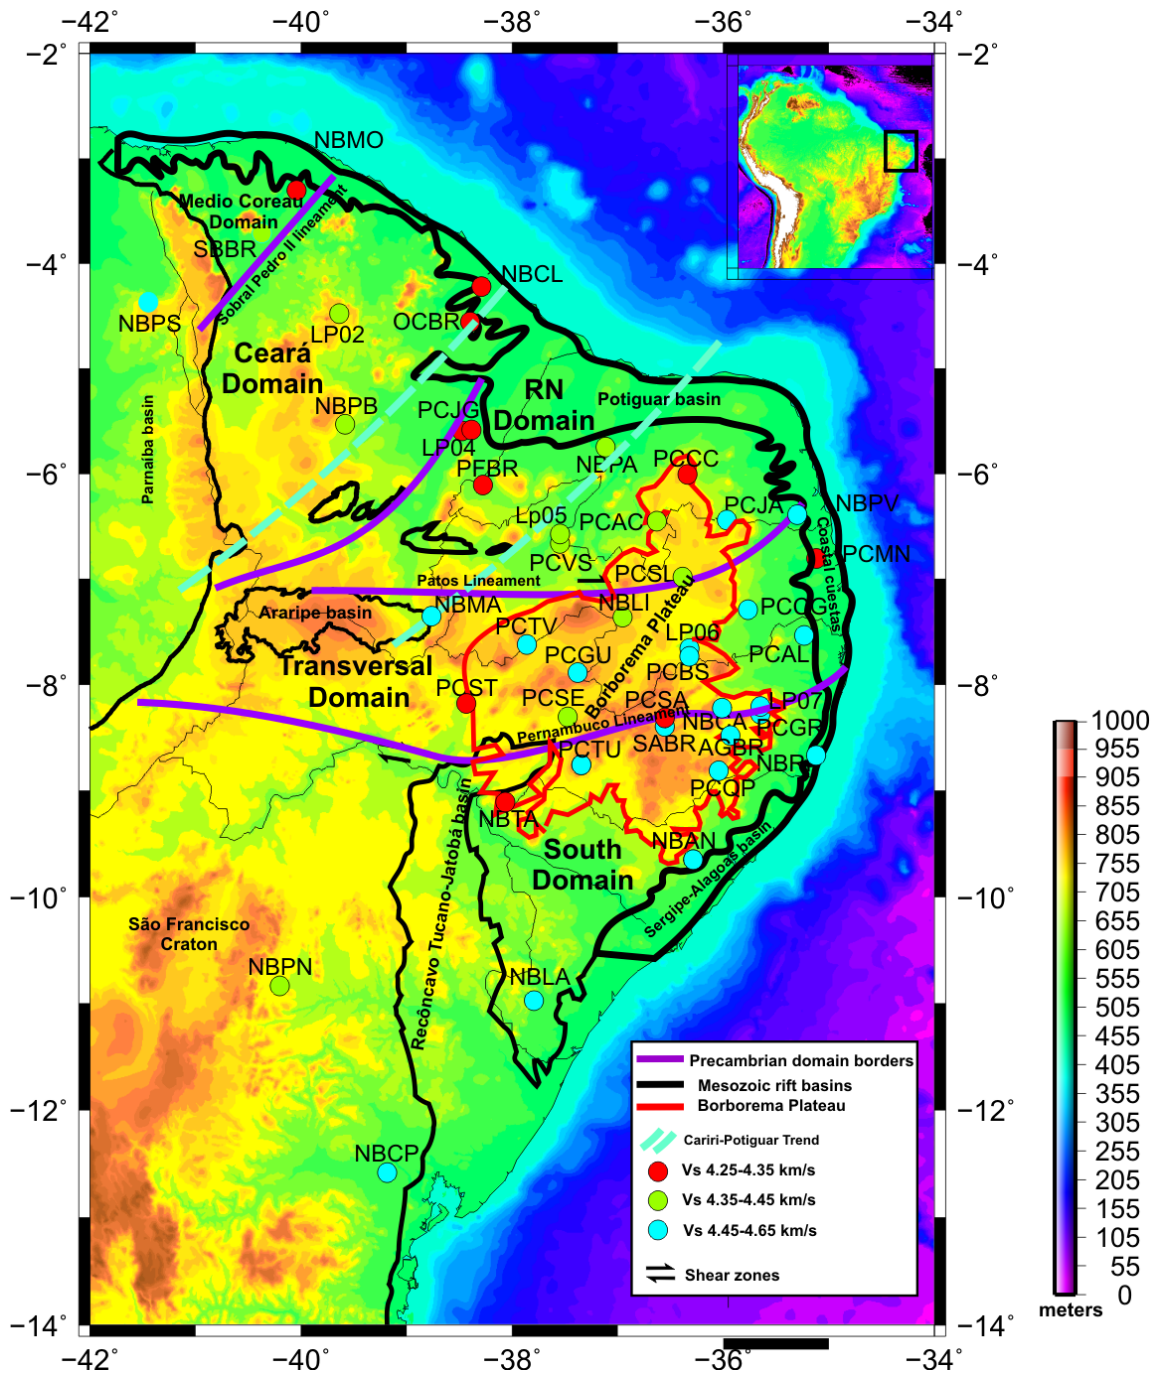 −42° −40° −38° −36° −34°
−2° −2°
NBMO
Medio Coreau
Domain
SBBR
Sobral Pedro II lineament
−4° −4°
NBCL
NBPS
OCBR
LP02
Ceará
Domain
RN
Domain
Potiguar basin
NBPB
PCJG
LP04
Parnaiba basin
PFBR
NBPA
PCCC
−6° −6°
Lp05
PCAC
PCJA
NBPV
PCVS
PCMN
Coastal cuestas
Patos Lineament
PCSL
Araripe basin
NBMA
NBLI
PCCG
PCTV
LP06
PCAL
Transversal
Domain
PCGU
PCBS
Borborema Plateau
−8° −8°
PCST
PCSE
PCSA
LP07
Pernambuco Lineament
NBCA
PCGR
PCTU
SABR
AGBR
NBR
PCQP
NBTA
South
Domain
NBAN
Sergipe-Alagoas basin
Recôncavo Tucano-Jatobá basin
−10° −10°
São Francisco
Craton
NBPN
NBLA
−12° −12°
NBCP
−14° −14°
−42 −40° −38° −36° −34°
Precambrian domain borders
Mesozoic rift basins
Borborema Plateau
Cariri-Potiguar Trend
Vs 4.25-4.35 km/s
Vs 4.35-4.45 km/s
Vs 4.45-4.65 km/s
Shear zones
1000
955
905
855
805
755
705
655
605
555
505
455
405
355
305
255
205
155
105
55
0
meters